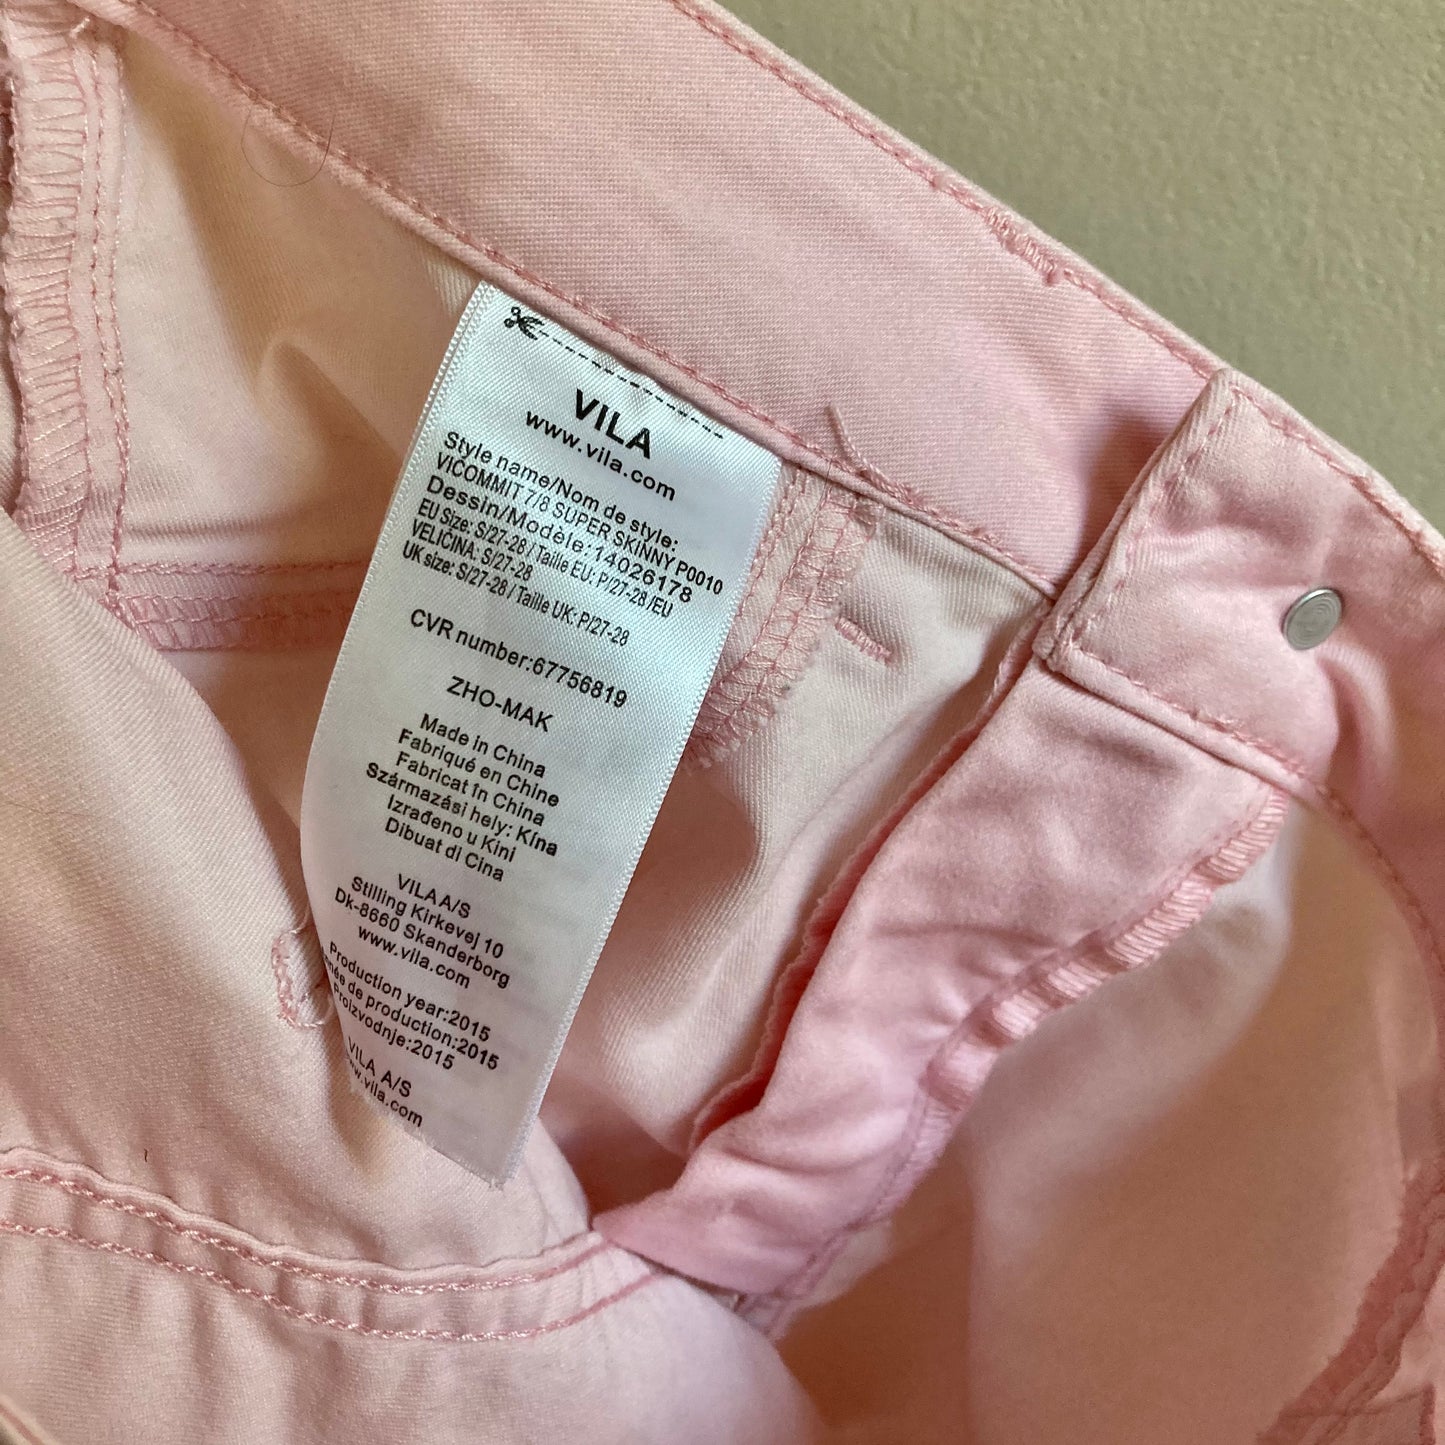 VILA
www.vila.com
Style name/Nom de style:
VICOMMIT 7/8 SUPER SKINNY P0010
Dessin/Modèle:14026178
EU Size: S/27-28 / Taille EU: P/27-28 /EU
VELIČINA: S/27-28
UK size: S/27-28 / Taille UK: P/27-28
CVR number:67756819
ZHO-MAK
Made in China
Fabriqué en Chine
Fabricat în China
Származási hely: Kína
Izrađeno u Kini
Dibuat di Cina
VILA A/S
Stilling Kirkevej 10
Dk-8660 Skanderborg
www.vila.com
Production year:2015
de production:2015
Proizvodnje:2015
VILA A/S
www.vila.com